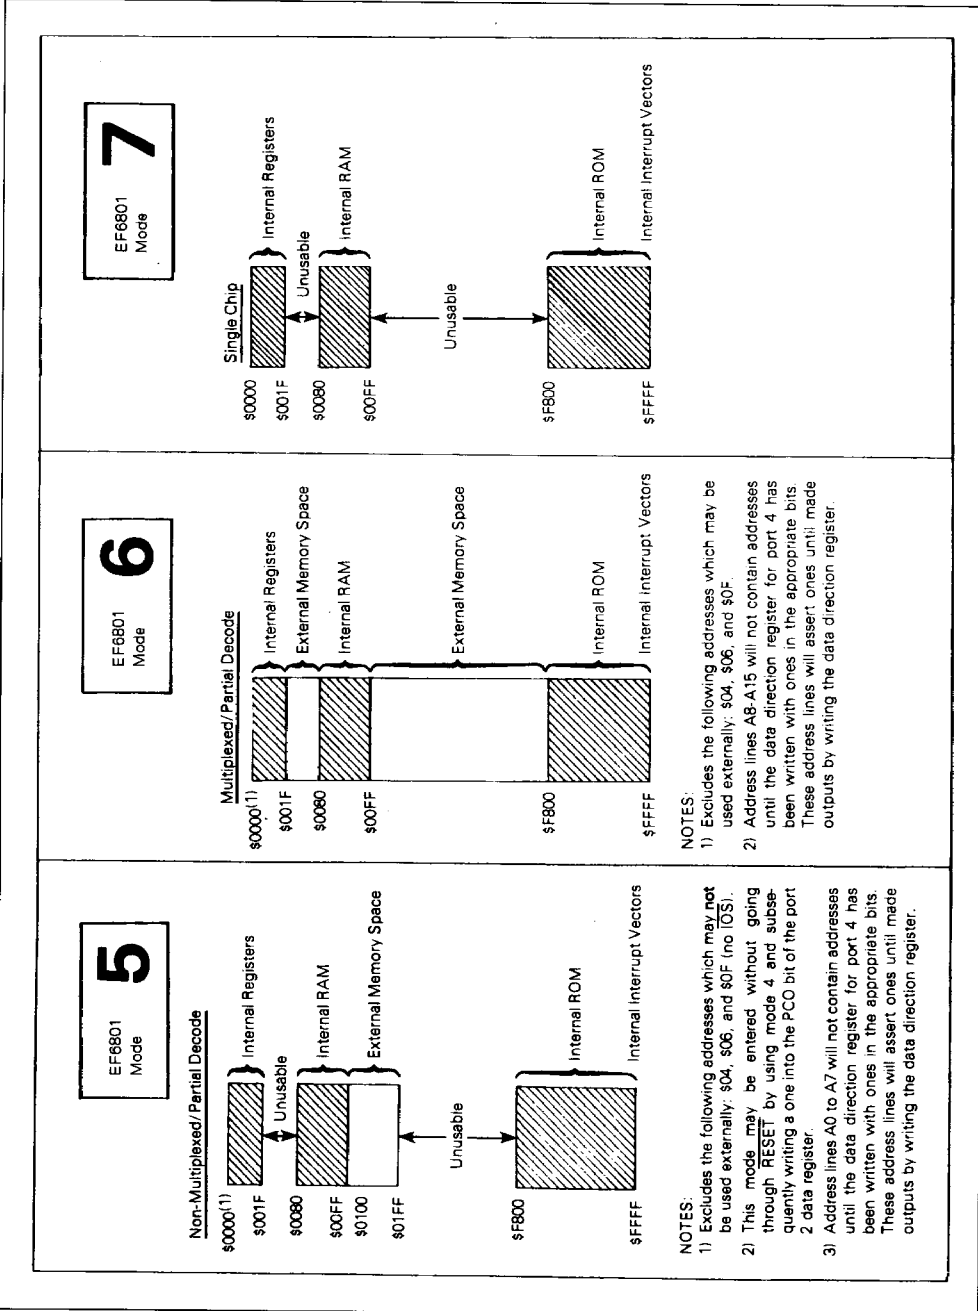 EF6801
Mode
5
Non-Multiplexed/Partial Decode
$0000(1)
$001F
$0080
$00FF
$0100
$01FF
$F800
$FFFF
Internal Registers
Unusable
Internal RAM
External Memory Space
Unusable
Internal ROM
Internal Interrupt Vectors
NOTES:
1) Excludes the following addresses which may not
be used externally: $04, $06, and $0F (no IOS).
2) This mode may be entered without going
through RESET by using mode 4 and subse-
quently writing a one into the PCO bit of the port
2 data register.
3) Address lines A0 to A7 will not contain addresses
until the data direction register for port 4 has
been written with ones in the appropriate bits.
These address lines will assert ones until made
outputs by writing the data direction register.
EF6801
Mode
6
Multiplexed/Partial Decode
$0000(1)
$001F
$0080
$00FF
$F800
$FFFF
Internal Registers
External Memory Space
Internal RAM
External Memory Space
Internal ROM
Internal Interrupt Vectors
NOTES:
1) Excludes the following addresses which may be
used externally: $04, $06, and $0F.
2) Address lines A8-A15 will not contain addresses
until the data direction register for port 4 has
been written with ones in the appropriate bits.
These address lines will assert ones until made
outputs by writing the data direction register.
EF6801
Mode
7
Single Chip
$0000
$001F
$0080
$00FF
$F800
$FFFF
Internal Registers
Unusable
Internal RAM
Unusable
Internal ROM
Internal Interrupt Vectors